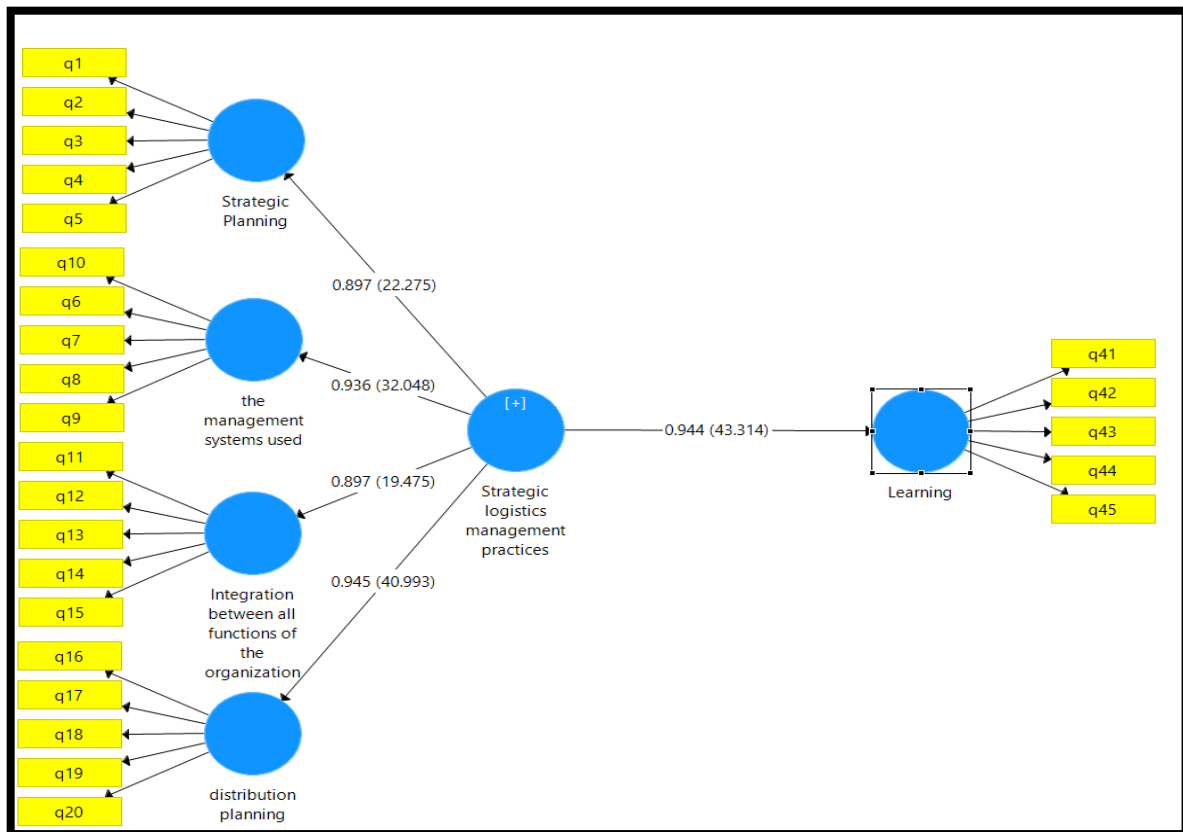 q1
q2
q3
q4
q5
Strategic
Planning
0.897 (22.275)
q10
q6
q7
q8
q9
the
management
systems used
0.936 (32.048)
q11
q12
q13
q14
q15
Integration
between all
functions of
the
organization
0.897 (19.475)
q16
q17
q18
q19
q20
distribution
planning
0.945 (40.993)
[+]
Strategic
logistics
management
practices
0.944 (43.314)
Learning
q41
q42
q43
q44
q45